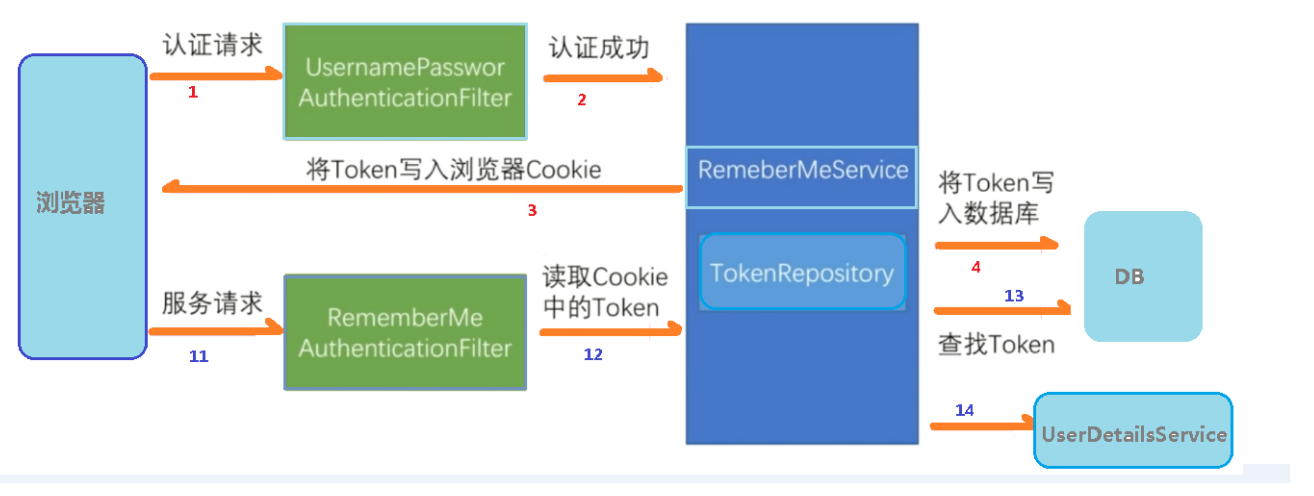 认证请求
1
UsernamePasswor
AuthenticationFilter
认证成功
2
将Token写入浏览器Cookie
3
RemeberMeService
浏览器
将Token写
入数据库
4
TokenRepository
DB
13
查找Token
服务请求
11
RememberMe
AuthenticationFilter
读取Cookie
中的Token
12
14
UserDetailsService